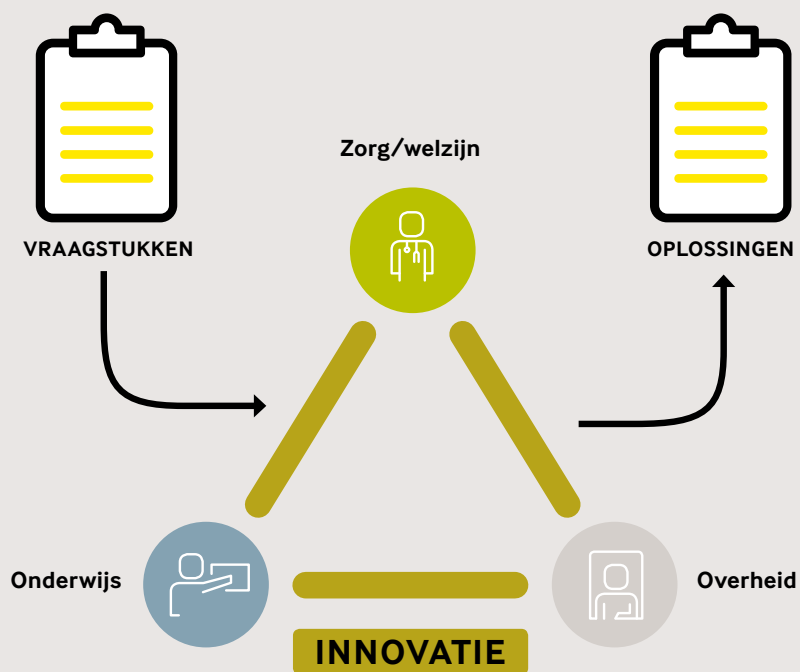 Zorg/welzijn
VRAAGSTUKKEN
OPLOSSINGEN
Onderwijs
Overheid
INNOVATIE